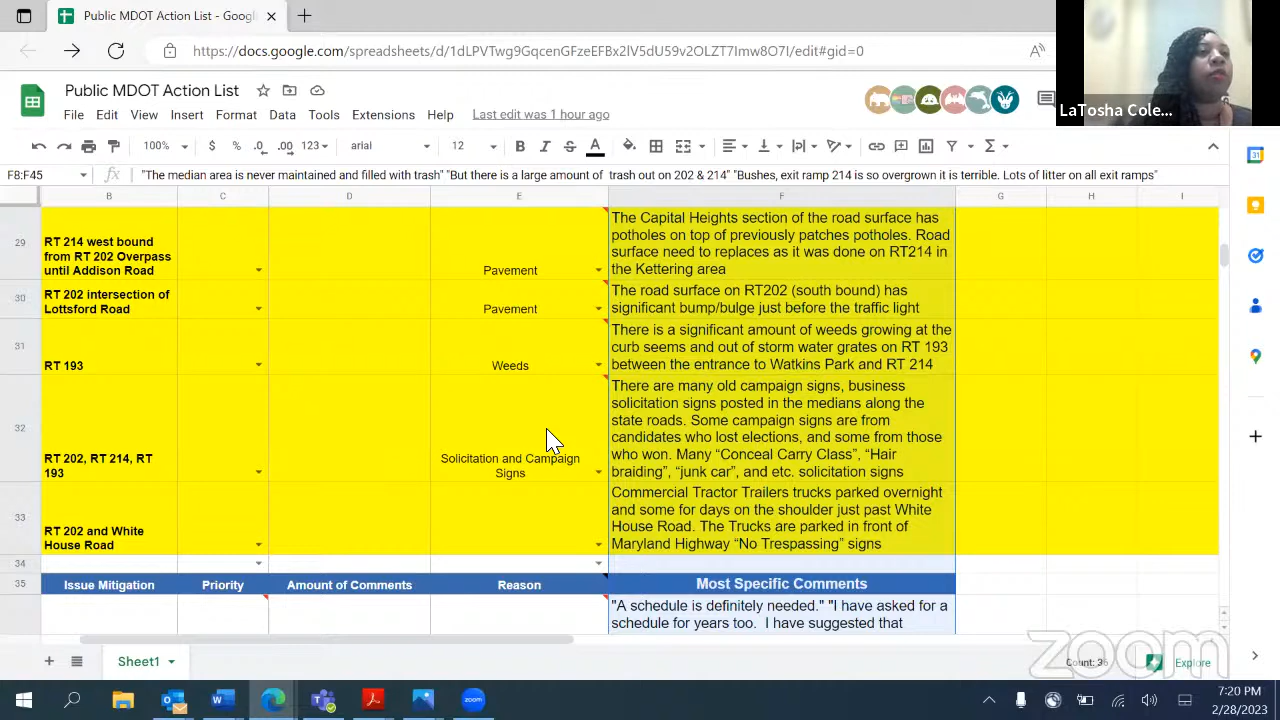 Public MDOT Action List - Google
https://docs.google.com/spreadsheets/d/1dLPVTwg9GqcenGFzeEFBx2lV5dU59v2OLZT7Imw8O7I/edit#gid=0
LaTosha Cole...
Public MDOT Action List
File Edit View Insert Format Data Tools Extensions Help Last edit was 1 hour ago
100% $ % .0 .00 123 arial 12 B I S A
F8:F45 fx "The median area is never maintained and filled with trash" "But there is a large amount of trash out on 202 & 214" "Bushes, exit ramp 214 is so overgrown it is terrible. Lots of litter on all exit ramps"
B C D E F G H I
29
RT 214 west bound
from RT 202 Overpass
until Addison Road
Pavement
The Capital Heights section of the road surface has
potholes on top of previously patches potholes. Road
surface need to replaces as it was done on RT214 in
the Kettering area
30
RT 202 intersection of
Lottsford Road
Pavement
The road surface on RT202 (south bound) has
significant bump/bulge just before the traffic light
31
RT 193
Weeds
There is a significant amount of weeds growing at the
curb seems and out of storm water grates on RT 193
between the entrance to Watkins Park and RT 214
32
RT 202, RT 214, RT
193
Solicitation and Campaign
Signs
There are many old campaign signs, business
solicitation signs posted in the medians along the
state roads. Some campaign signs are from
candidates who lost elections, and some from those
who won. Many “Conceal Carry Class”, “Hair
braiding”, “junk car”, and etc. solicitation signs
33
RT 202 and White
House Road
Commercial Tractor Trailers trucks parked overnight
and some for days on the shoulder just past White
House Road. The Trucks are parked in front of
Maryland Highway “No Trespassing” signs
34
35 Issue Mitigation Priority Amount of Comments Reason Most Specific Comments
"A schedule is definitely needed." "I have asked for a
schedule for years too. I have suggested that
zoom
Sheet1
Count: 36
Explore
7:20 PM
2/28/2023